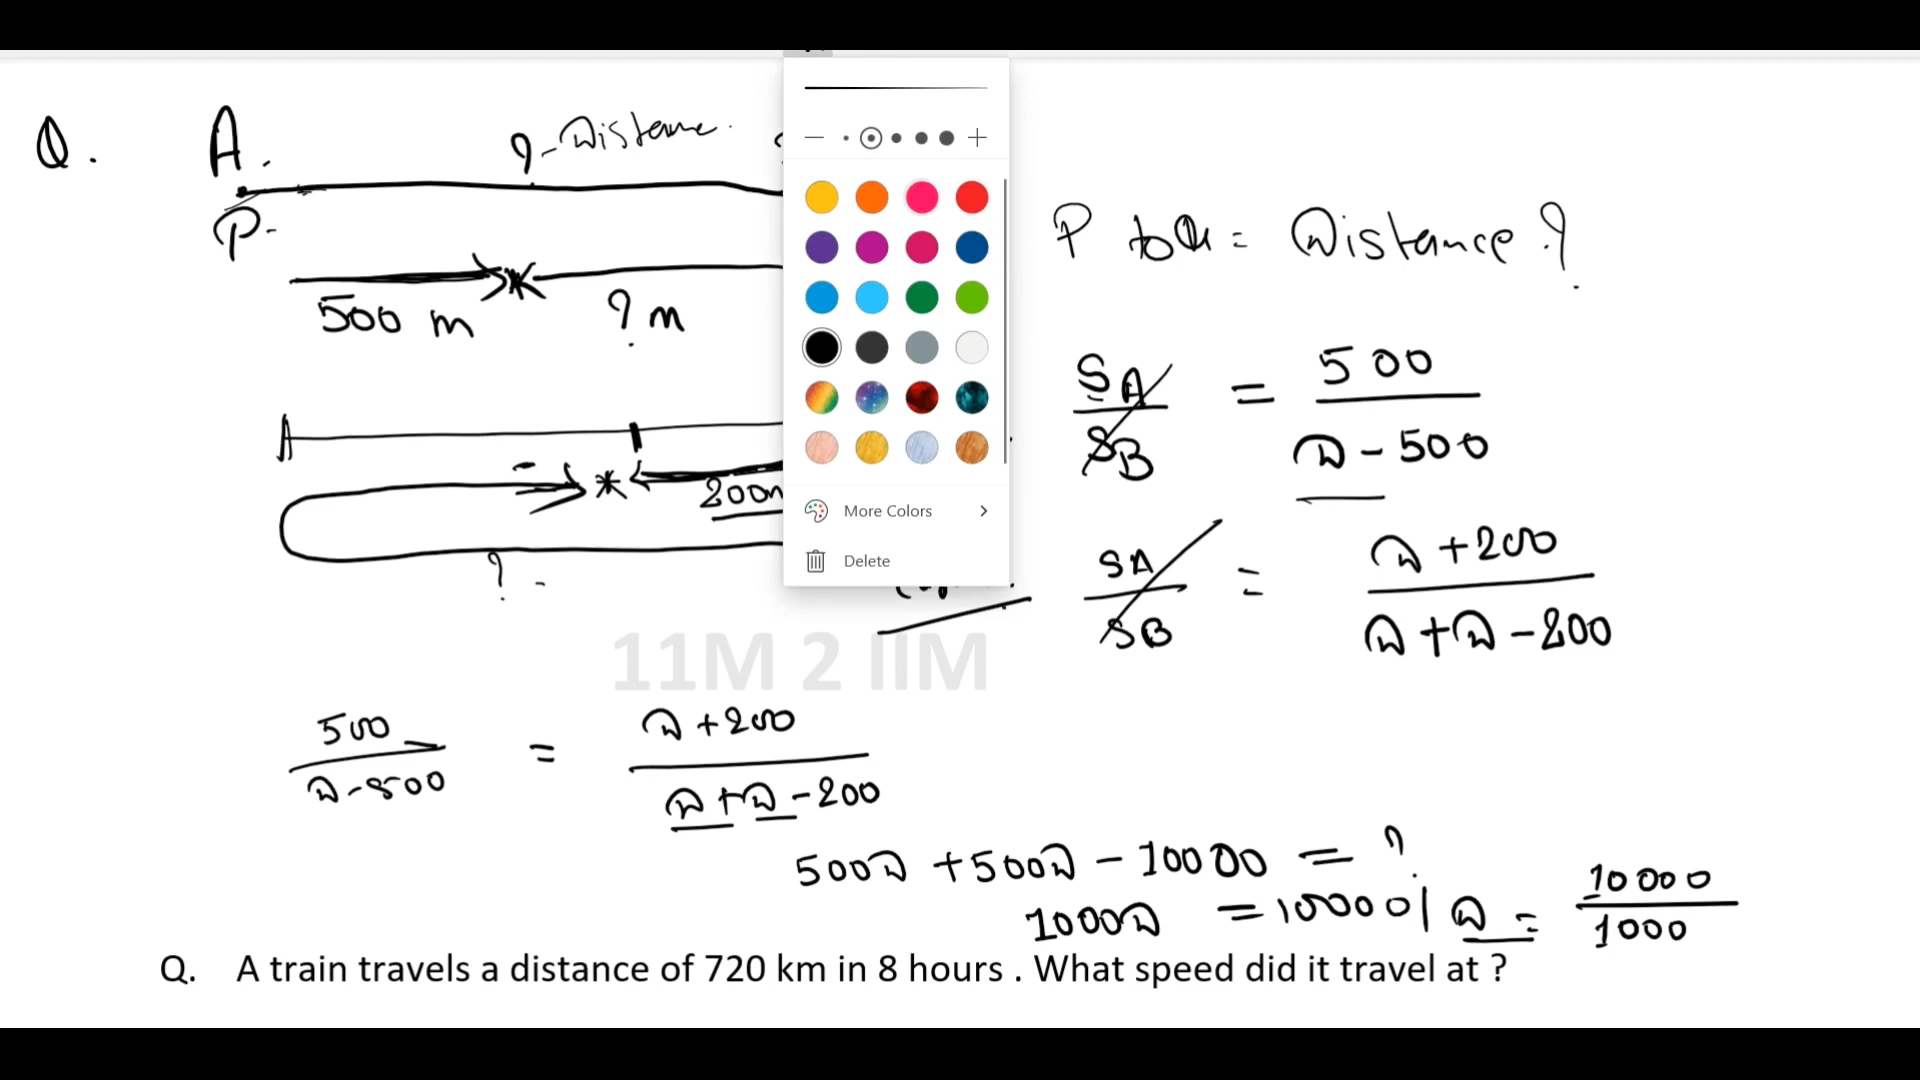 Q. A. ?-Distance.
P-
P to Q = Distance ?
500 m ? m
SA/SB = 500/D-500
A
200m
?
SA/SB = D+200/D+D-200
More Colors
Delete
11M 2 IIM
500/D-500 = D+200/D+D-200
500D + 500D - 10000 = ?
1000D = 10000 | D = 10000/1000
Q. A train travels a distance of 720 km in 8 hours . What speed did it travel at ?